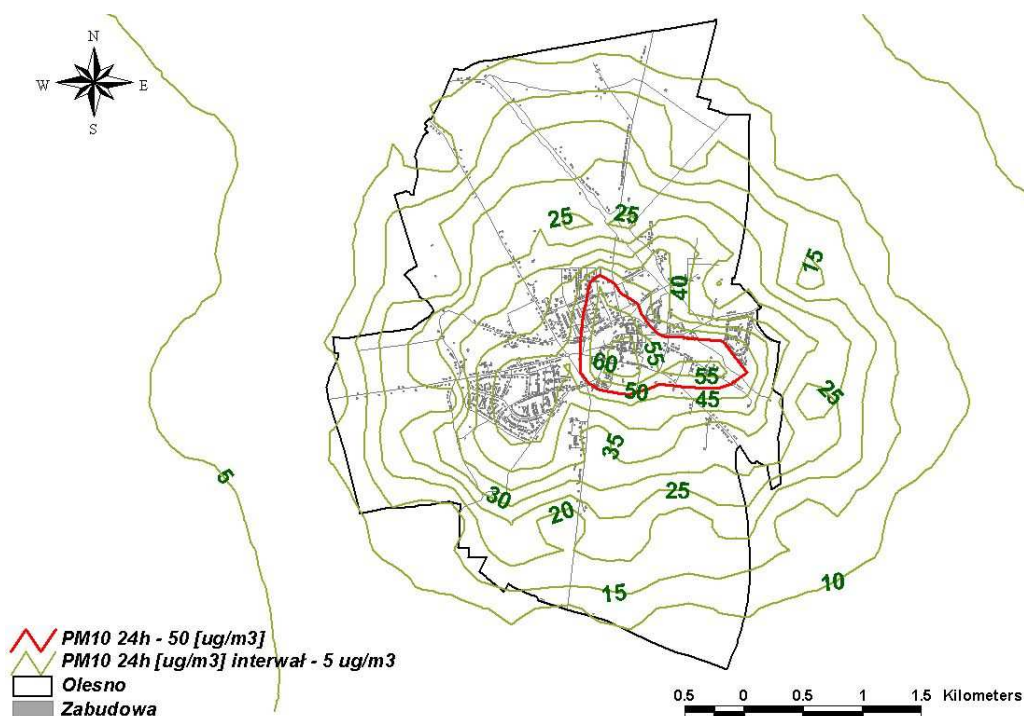 N
W E
S
25 25
15
40
55
60
55
50
45
25
35
30
25
5
20
15
10
PM10 24h - 50 [ug/m3]
PM10 24h [ug/m3] interwał - 5 ug/m3
Olesno
Zabudowa
0.5 0 0.5 1 1.5 Kilometers